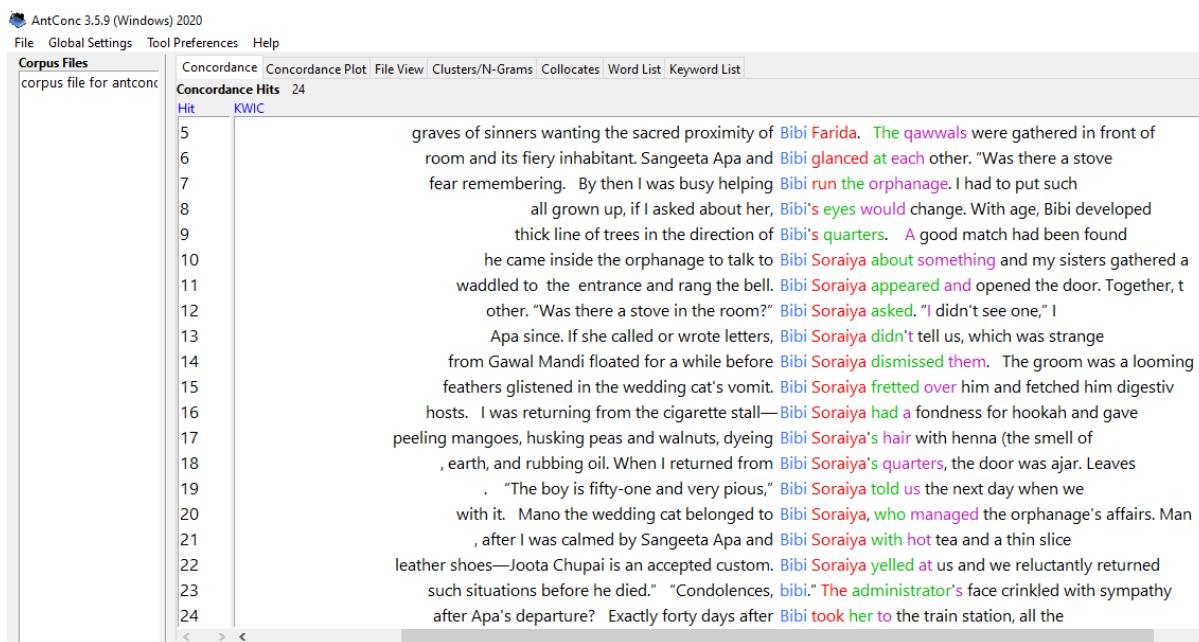 AntConc 3.5.9 (Windows) 2020
File Global Settings Tool Preferences Help
Corpus Files
corpus file for antconc
Concordance Concordance Plot File View Clusters/N-Grams Collocates Word List Keyword List
Concordance Hits 24
Hit KWIC
5 graves of sinners wanting the sacred proximity of Bibi Farida. The qawwals were gathered in front of
6 room and its fiery inhabitant. Sangeeta Apa and Bibi glanced at each other. “Was there a stove
7 fear remembering. By then I was busy helping Bibi run the orphanage. I had to put such
8 all grown up, if I asked about her, Bibi's eyes would change. With age, Bibi developed
9 thick line of trees in the direction of Bibi's quarters. A good match had been found
10 he came inside the orphanage to talk to Bibi Soraiya about something and my sisters gathered a
11 waddled to the entrance and rang the bell. Bibi Soraiya appeared and opened the door. Together, t
12 other. “Was there a stove in the room?” Bibi Soraiya asked. “I didn't see one,” I
13 Apa since. If she called or wrote letters, Bibi Soraiya didn't tell us, which was strange
14 from Gawal Mandi floated for a while before Bibi Soraiya dismissed them. The groom was a looming
15 feathers glistened in the wedding cat's vomit. Bibi Soraiya fretted over him and fetched him digestiv
16 hosts. I was returning from the cigarette stall—Bibi Soraiya had a fondness for hookah and gave
17 peeling mangoes, husking peas and walnuts, dyeing Bibi Soraiya's hair with henna (the smell of
18 , earth, and rubbing oil. When I returned from Bibi Soraiya's quarters, the door was ajar. Leaves
19 . “The boy is fifty-one and very pious,” Bibi Soraiya told us the next day when we
20 with it. Mano the wedding cat belonged to Bibi Soraiya, who managed the orphanage's affairs. Man
21 , after I was calmed by Sangeeta Apa and Bibi Soraiya with hot tea and a thin slice
22 leather shoes—Joota Chupai is an accepted custom. Bibi Soraiya yelled at us and we reluctantly returned
23 such situations before he died.” “Condolences, bibi.” The administrator's face crinkled with sympathy
24 after Apa's departure? Exactly forty days after Bibi took her to the train station, all the